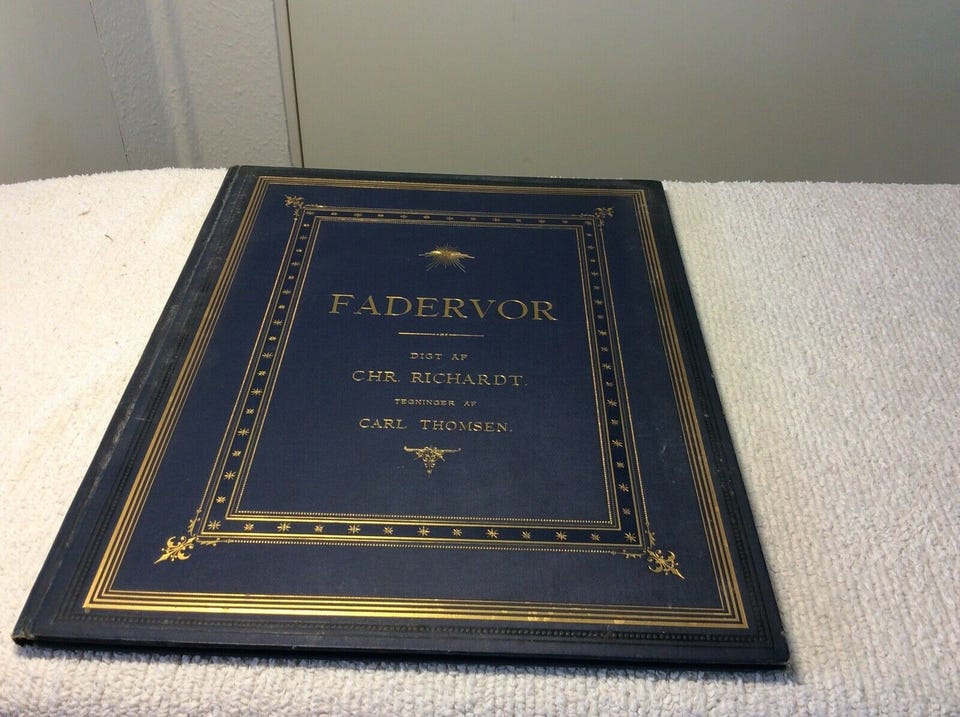 FADERVOR
DIGT AF
CHR. RICHARDT.
TEGNINGER AF
CARL THOMSEN.